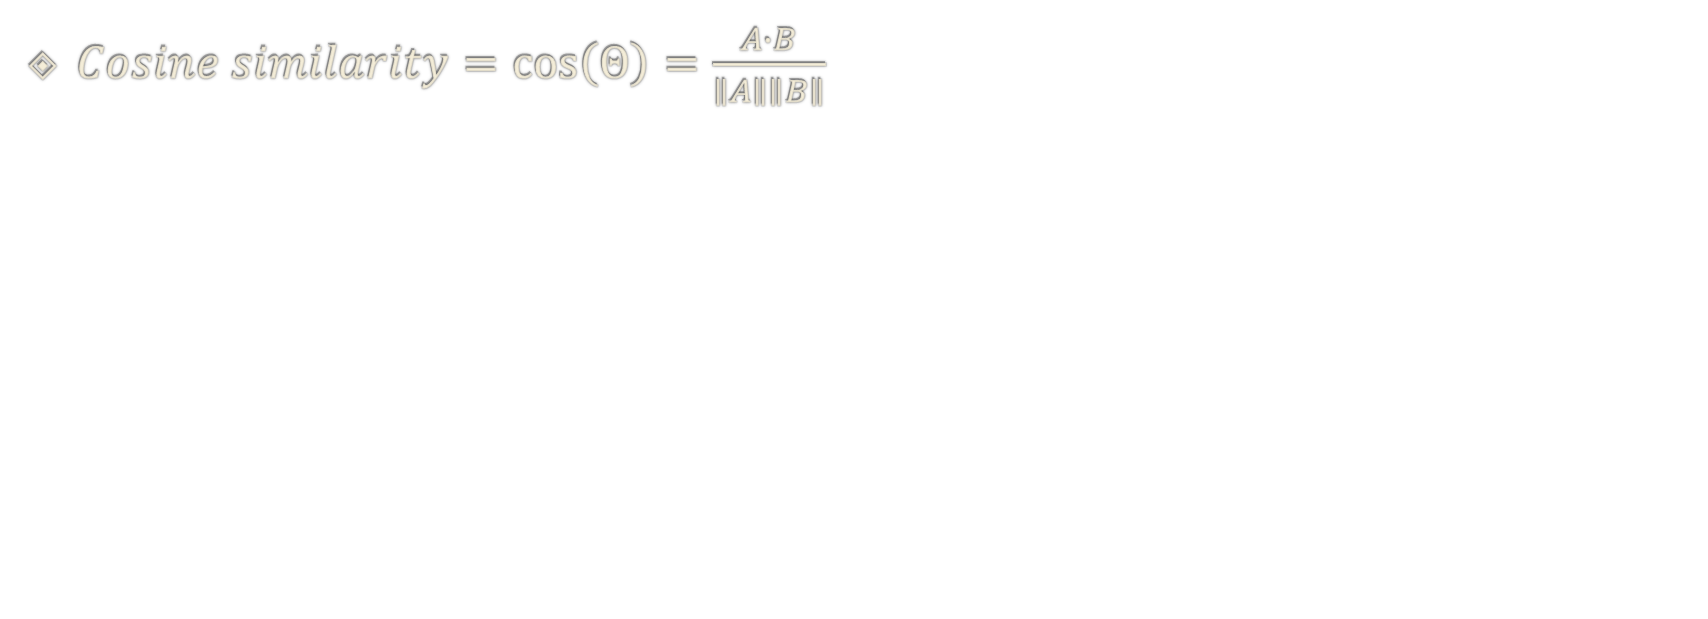 ❖ Cosine similarity = cos(Θ) = A·B / ‖A‖‖B‖